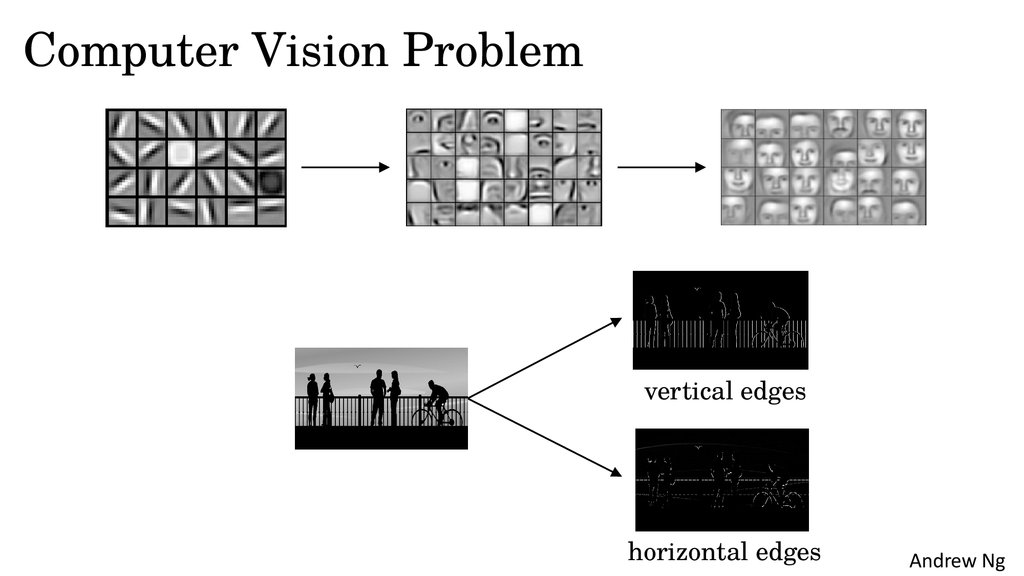 Computer Vision Problem
vertical edges
horizontal edges
Andrew Ng